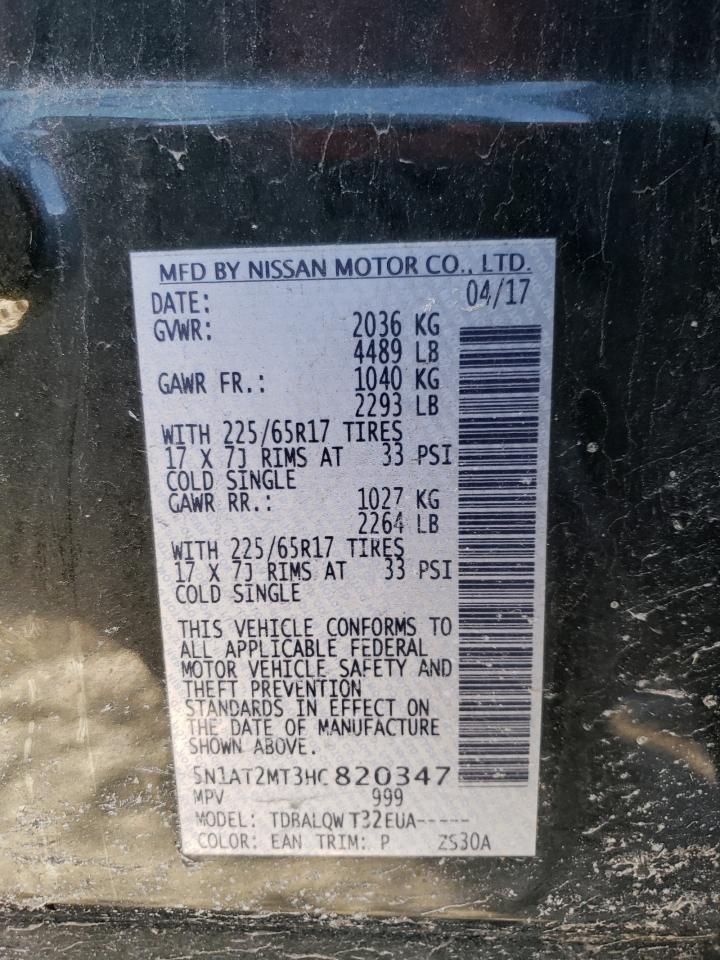 MFD BY NISSAN MOTOR CO., LTD.
DATE: 04/17
GVWR: 2036 KG
4489 LB
GAWR FR.: 1040 KG
2293 LB
WITH 225/65R17 TIRES
17 X 7J RIMS AT 33 PSI
COLD SINGLE
GAWR RR.: 1027 KG
2264 LB
WITH 225/65R17 TIRES
17 X 7J RIMS AT 33 PSI
COLD SINGLE
THIS VEHICLE CONFORMS TO
ALL APPLICABLE FEDERAL
MOTOR VEHICLE SAFETY AND
THEFT PREVENTION
STANDARDS IN EFFECT ON
THE DATE OF MANUFACTURE
SHOWN ABOVE.
5N1AT2MT3HC820347
MPV 999
MODEL: TDBALQW T32EUA-----
COLOR: EAN TRIM: P ZS30A